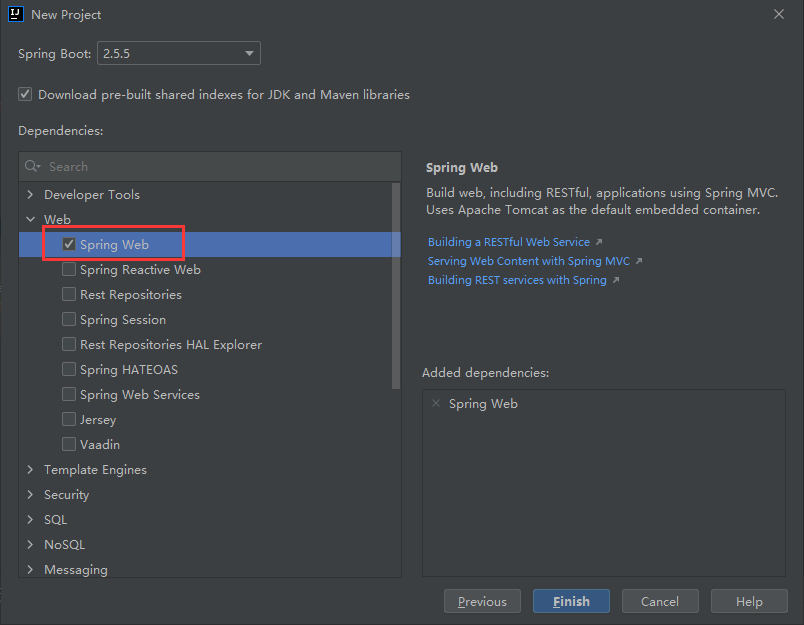 New Project
Spring Boot: 2.5.5
Download pre-built shared indexes for JDK and Maven libraries
Dependencies:
Search
Developer Tools
Web
Spring Web
Spring Reactive Web
Rest Repositories
Spring Session
Rest Repositories HAL Explorer
Spring HATEOAS
Spring Web Services
Jersey
Vaadin
Template Engines
Security
SQL
NoSQL
Messaging
Spring Web
Build web, including RESTful, applications using Spring MVC.
Uses Apache Tomcat as the default embedded container.
Building a RESTful Web Service
Serving Web Content with Spring MVC
Building REST services with Spring
Added dependencies:
Spring Web
Previous
Finish
Cancel
Help